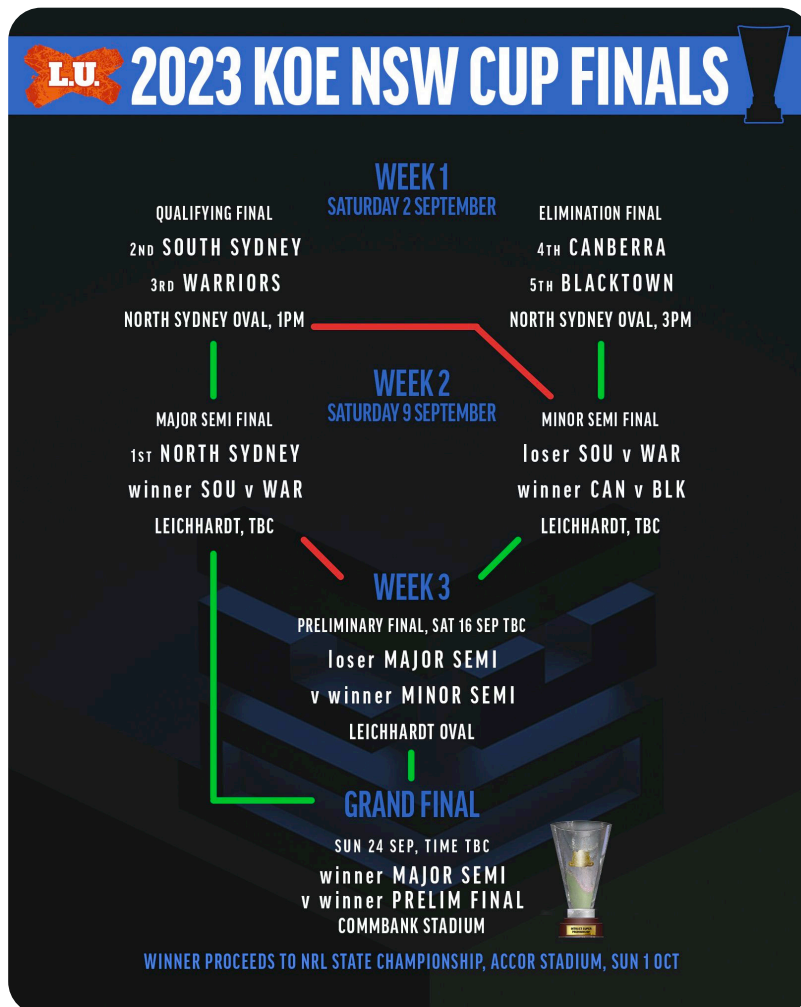 L.U. 2023 KOE NSW CUP FINALS
WEEK 1
SATURDAY 2 SEPTEMBER
QUALIFYING FINAL
2ND SOUTH SYDNEY
3RD WARRIORS
NORTH SYDNEY OVAL, 1PM
ELIMINATION FINAL
4TH CANBERRA
5TH BLACKTOWN
NORTH SYDNEY OVAL, 3PM
WEEK 2
SATURDAY 9 SEPTEMBER
MAJOR SEMI FINAL
1ST NORTH SYDNEY
winner SOU v WAR
LEICHHARDT, TBC
MINOR SEMI FINAL
loser SOU v WAR
winner CAN v BLK
LEICHHARDT, TBC
WEEK 3
PRELIMINARY FINAL, SAT 16 SEP TBC
loser MAJOR SEMI
v winner MINOR SEMI
LEICHHARDT OVAL
GRAND FINAL
SUN 24 SEP, TIME TBC
winner MAJOR SEMI
v winner PRELIM FINAL
COMMBANK STADIUM
WINNER PROCEEDS TO NRL STATE CHAMPIONSHIP, ACCOR STADIUM, SUN 1 OCT